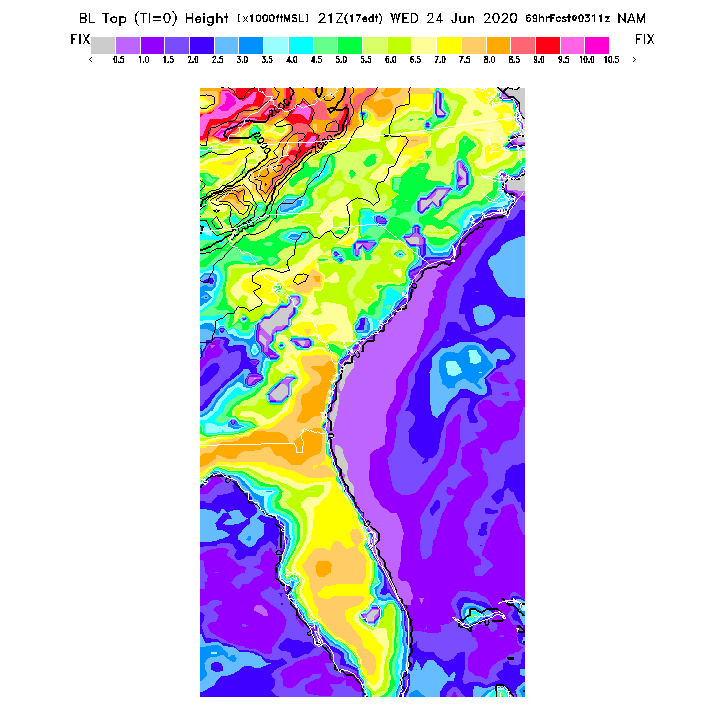 BL Top (TI=0) Height [x1000ftMSL] 21Z(17edt) WED 24 Jun 2020 69hrFcst@0311z NAM
FIX FIX
< 0.5 1.0 1.5 2.0 2.5 3.0 3.5 4.0 4.5 5.0 5.5 6.0 6.5 7.0 7.5 8.0 8.5 9.0 9.5 10.0 10.5 >